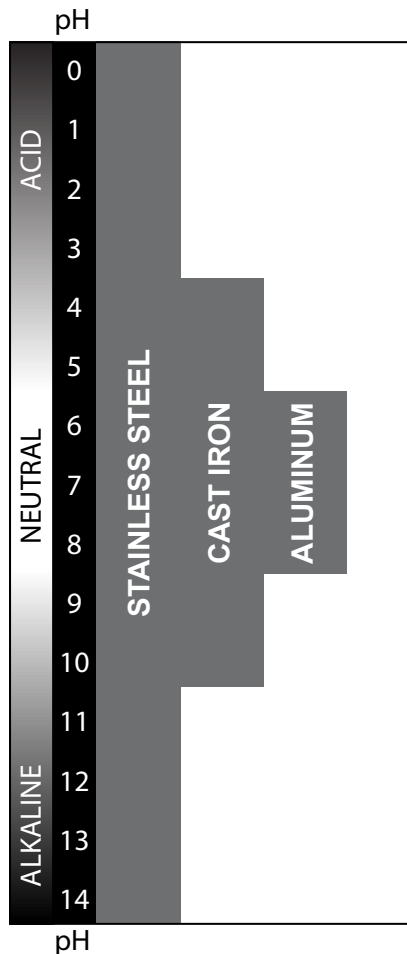 pH
0
1
2
3
4
5
6
7
8
9
10
11
12
13
14
pH
ACID
NEUTRAL
ALKALINE
STAINLESS STEEL
CAST IRON
ALUMINUM